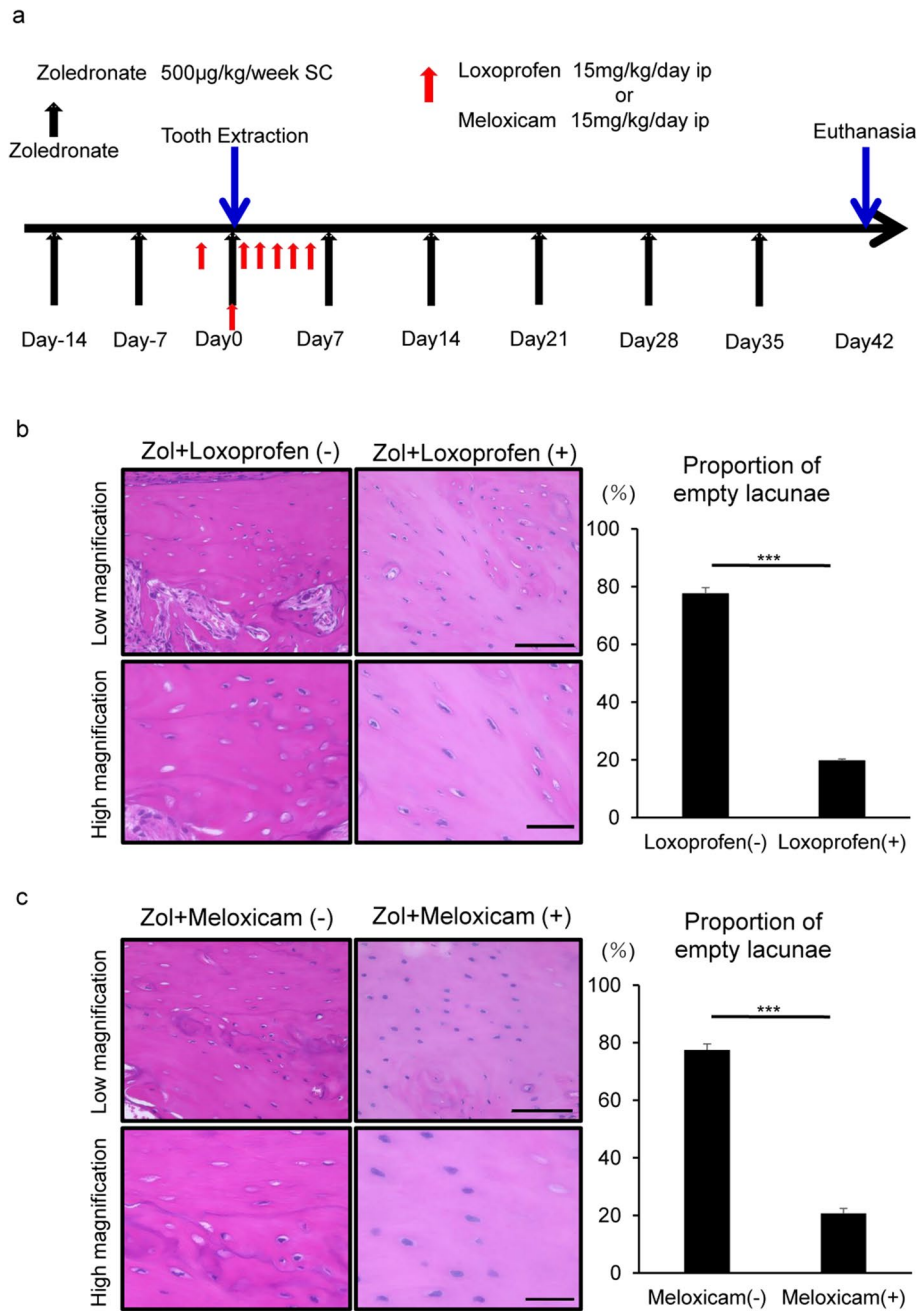 a
Zoledronate 500µg/kg/week SC
Loxoprofen 15mg/kg/day ip
or
Meloxicam 15mg/kg/day ip
Zoledronate
Tooth Extraction
Euthanasia
Day-14 Day-7 Day0 Day7 Day14 Day21 Day28 Day35 Day42
b
Zol+Loxoprofen (-) Zol+Loxoprofen (+)
Low magnification
High magnification
Proportion of
empty lacunae
(%)
100
80
60
40
20
0
***
Loxoprofen(-) Loxoprofen(+)
c
Zol+Meloxicam (-) Zol+Meloxicam (+)
Low magnification
High magnification
Proportion of
empty lacunae
(%)
100
80
60
40
20
0
***
Meloxicam(-) Meloxicam(+)